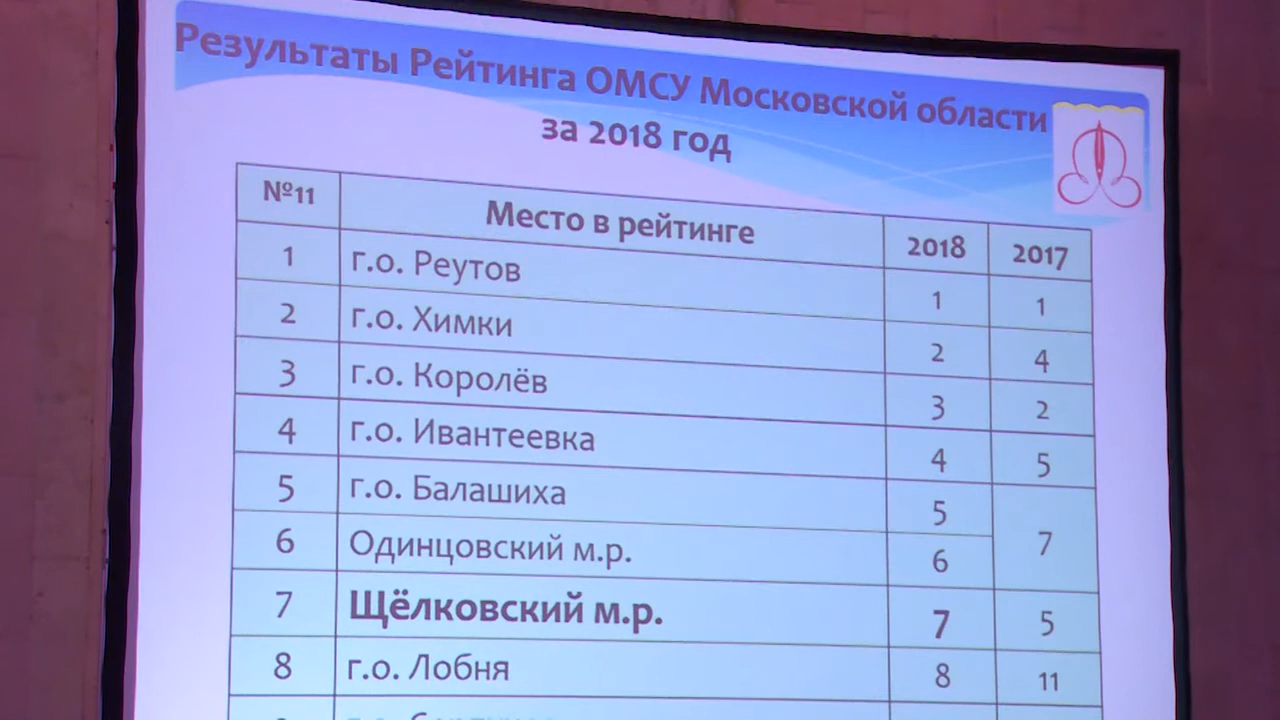 Результаты Рейтинга ОМСУ Московской области
за 2018 год
№11 Место в рейтинге 2018 2017
1 г.о. Реутов 1 1
2 г.о. Химки 2 4
3 г.о. Королёв 3 2
4 г.о. Ивантеевка 4 5
5 г.о. Балашиха 5 7
6 Одинцовский м.р. 6
7 Щёлковский м.р. 7 5
8 г.о. Лобня 8 11